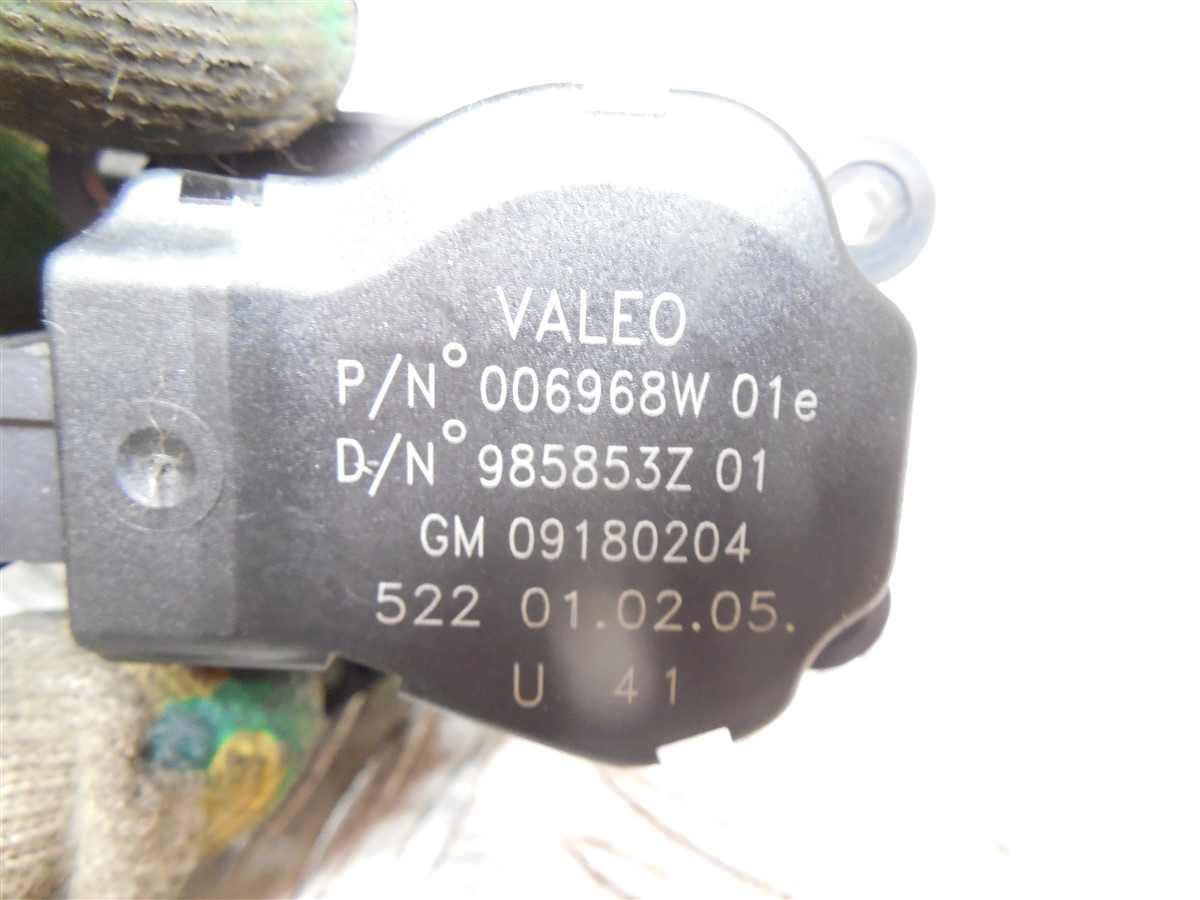 VALEO
P/N° 006968W 01e
D/N° 985853Z 01
GM 09180204
522 01.02.05.
U 41